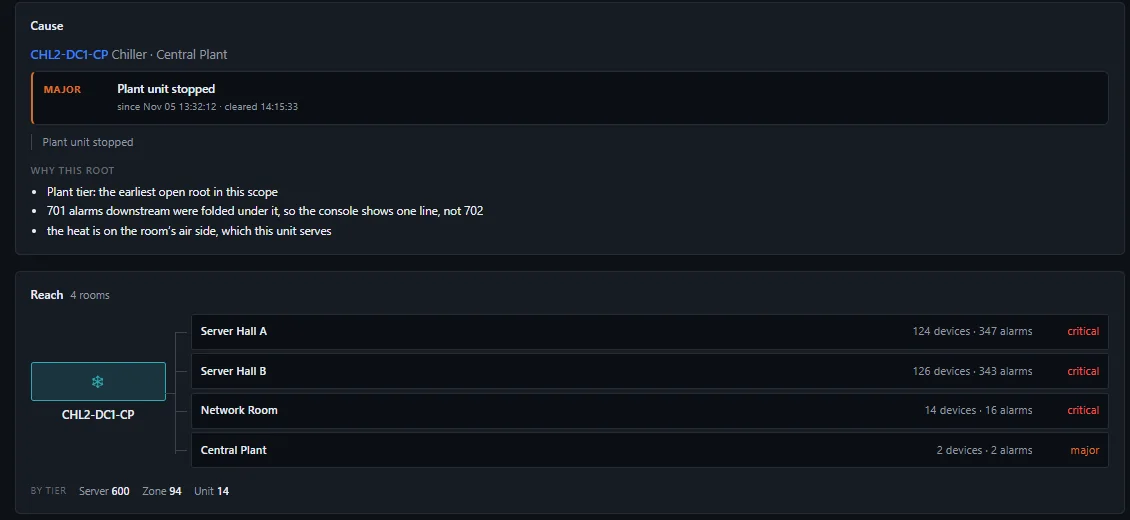 Cause
CHL2-DC1-CP Chiller · Central Plant
MAJOR Plant unit stopped
since Nov 05 13:32:12 · cleared 14:15:33
Plant unit stopped
WHY THIS ROOT
• Plant tier: the earliest open root in this scope
• 701 alarms downstream were folded under it, so the console shows one line, not 702
• the heat is on the room's air side, which this unit serves
Reach 4 rooms
Server Hall A 124 devices · 347 alarms critical
Server Hall B 126 devices · 343 alarms critical
CHL2-DC1-CP
Network Room 14 devices · 16 alarms critical
Central Plant 2 devices · 2 alarms major
BY TIER Server 600 Zone 94 Unit 14